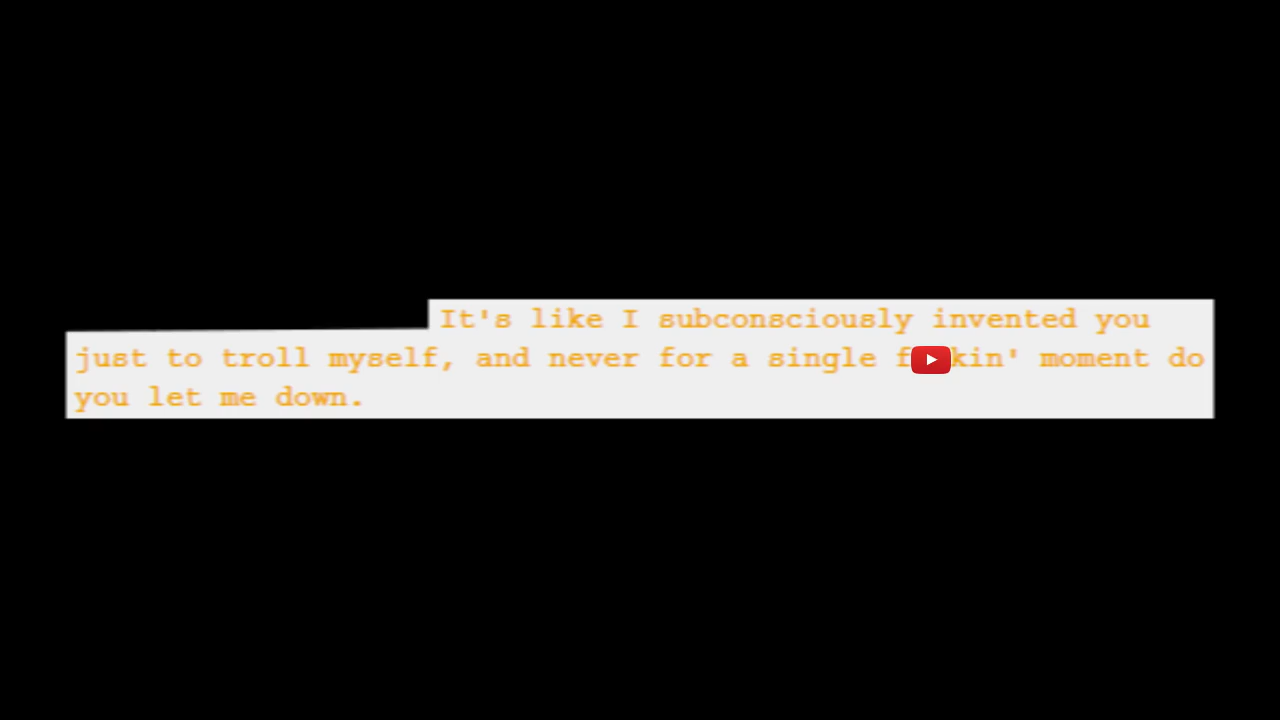 It's like I subconsciously invented you
just to troll myself, and never for a single f kin' moment do
you let me down.